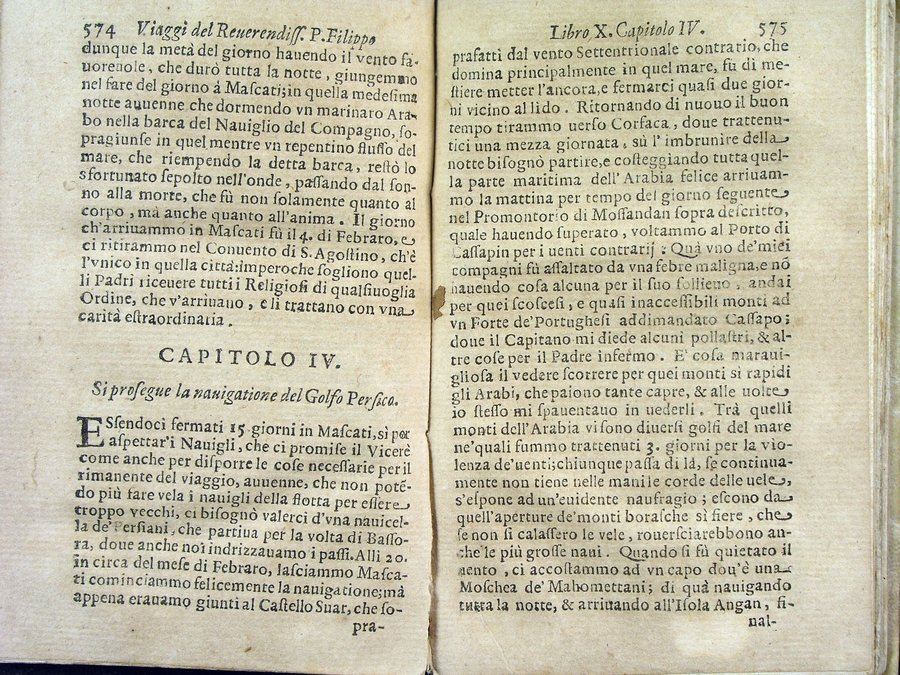 574 Viaggi del Reuerendiss. P. Filippo
dunque la metà del giorno hauendo il vento fa-
uoreuole, che durò tutta la notte, giungemmo
nel fare del giorno á Mascati; in quella medesima
notte auuenne che dormendo vn marinaro Ara-
bo nella barca del Nauiglio del Compagno, so-
pragiunse in quel mentre vn repentino flusso del
mare, che riempendo la detta barca, restò lo
sfortunato sepolto nell'onde, passando dal son-
no alla morte, che fù non solamente quanto al
corpo, mà anche quanto all'anima. Il giorno
ch'arriuammo in Mascati fù il 4. di Febraro, e
ci ritirammo nel Conuento di S. Agostino, ch'è
l'vnico in quella città: imperoche sogliono quel-
li Padri riceuere tutti i Religiosi di qualsiuoglia
Ordine, che v'arriuano, e li trattano con vna
carità estraordinaria.
CAPITOLO IV.
Si prosegue la nauigatione del Golfo Persico.
ESsendoci fermati 15 giorni in Mascati, sì per
aspettar'i Nauigli, che ci promise il Vicerè
come anche per disporre le cose necessarie per il
rimanente del viaggio, auuenne, che non potẽ-
do più fare vela i nauigli della flotta per essere
troppo vecchi, ci bisognò valerci d'vna nauicel-
la de' Persiani, che partiua per la volta di Basso-
ra, doue anche noi indrizzauamo i passi. Alli 20.
in circa del mese di Febraro, lasciammo Masca-
ti cominciammo felicemente la nauigatione; mà
appena erauamo giunti al Castello Suar, che so-
pra-
Libro X. Capitolo IV. 575
prafatti dal vento Settentrionale contrario, che
domina principalmente in quel mare, fù di me-
stiere metter l'ancora, e fermarci quasi due gior-
ni vicino al lido. Ritornando di nuouo il buon
tempo tirammo uerso Corfaca, doue trattenu-
tici una mezza giornata, sù l'imbrunire della
notte bisognò partire, e costeggiando tutta quel-
la parte maritima dell'Arabia felice arriuam-
mo la mattina per tempo del giorno seguente
nel Promontorio di Mossandan sopra descritto,
quale hauendo superato, voltammo al Porto di
Cassapin per i uenti contrarij: Quà vno de'miei
compagni fù assaltato da vna febre maligna, e nõ
hauendo cosa alcuna per il suo sollieuo, andai
per quei scoscesi, e quasi inaccessibili monti ad
vn Forte de'Portughesi addimandato Cassapo;
doue il Capitano mi diede alcuni pollastri, & al-
tre cose per il Padre infermo. E' cosa maraui-
gliosa il vedere scorrere per quei monti sì rapidi
gli Arabi, che paiono tante capre, & alle uolte
io stesso mi spauentauo in uederli. Trà quelli
monti dell'Arabia vi sono diuersi golfi del mare
ne'quali fummo trattenuti 3. giorni per la vio-
lenza de'uenti; chiunque passa di là, se continua-
mente non tiene nelle mani le corde delle uele,
s'espone ad un'euidente naufragio; escono da
quell'aperture de'monti borasche sì fiere, che
se non si calassero le vele, rouersciarebbono an-
che le più grosse naui. Quando si fù quietato il
uento, ci accostammo ad vn capo dou'è una
Moschea de' Mahomettani; di quà nauigando
tutta la notte, & arriuando all'Isola Angan, fi-
nal-